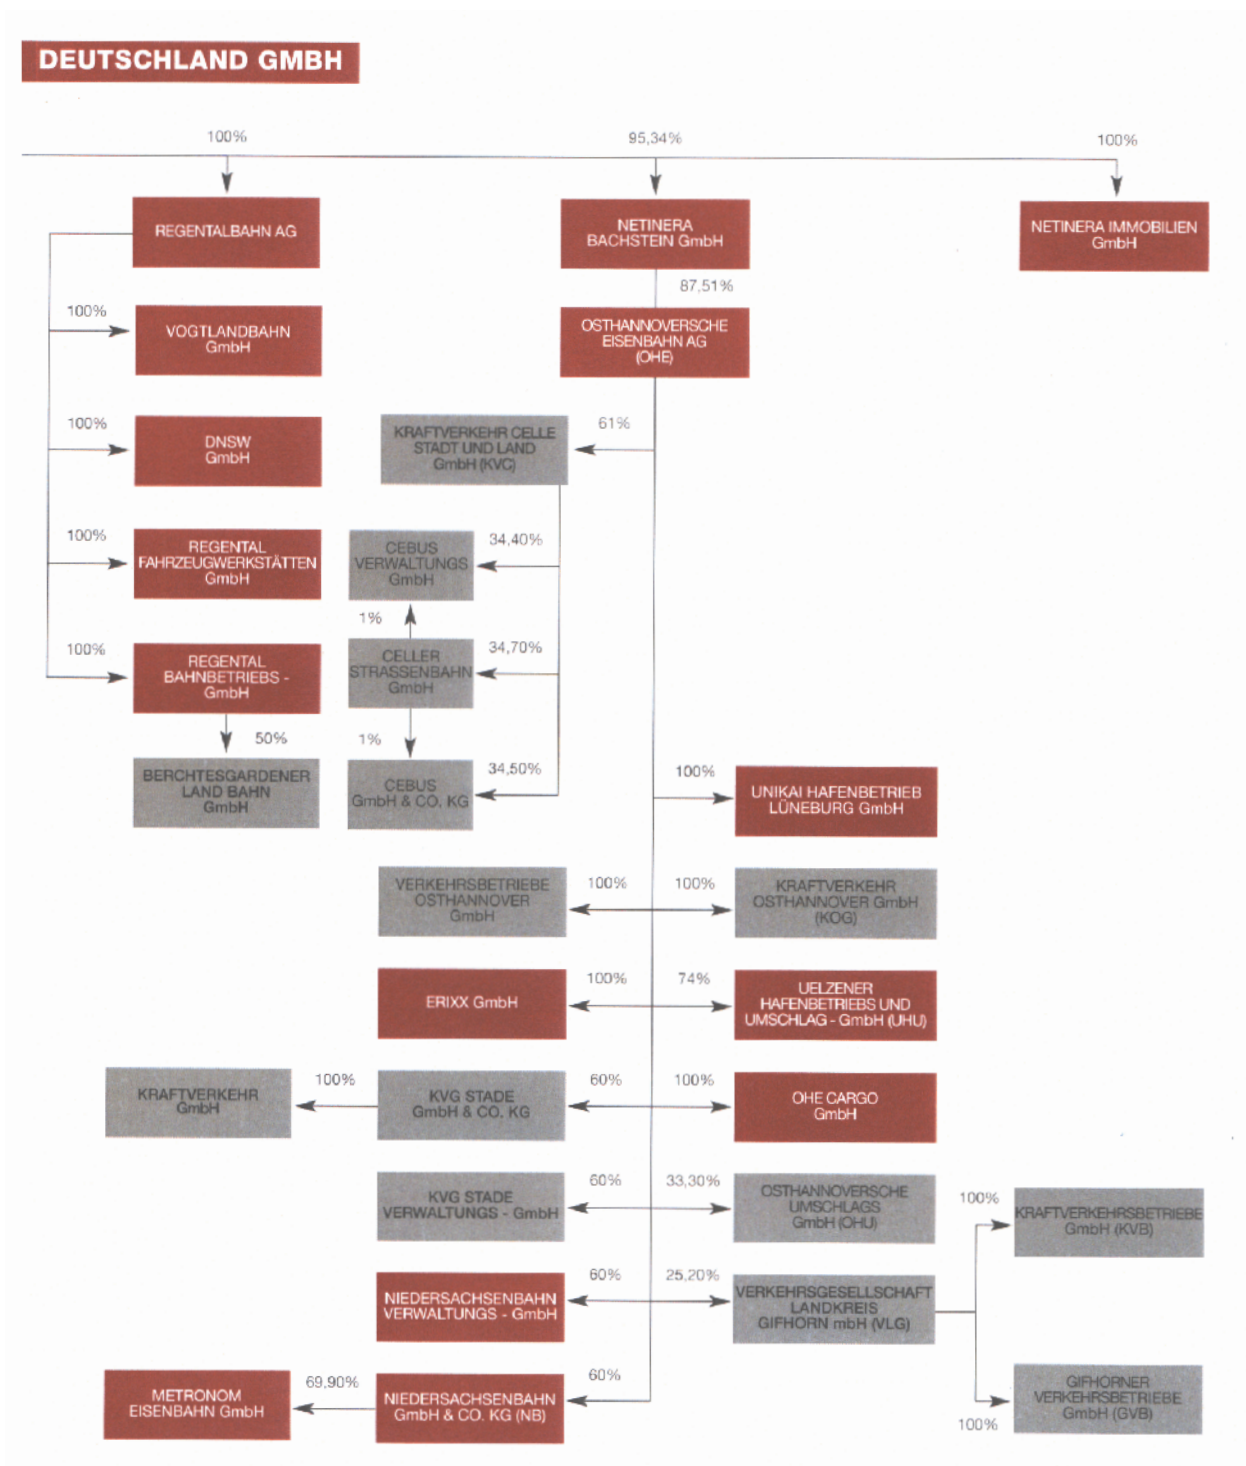 DEUTSCHLAND GMBH
100%
95,34%
100%
REGENTALBAHN AG
NETINERA
BACHSTEIN GmbH
NETINERA IMMOBILIEN
GmbH
87,51%
100%
VOGTLANDBAHN
GmbH
OSTHANNOVERSCHE
EISENBAHN AG
(OHE)
100%
DNSW
GmbH
KRAFTVERKEHR CELLE
STADT UND LAND
GmbH (KVC)
61%
100%
REGENTAL
FAHRZEUGWERKSTÄTTEN
GmbH
CEBUS
VERWALTUNGS
GmbH
34,40%
1%
100%
REGENTAL
BAHNBETRIEBS -
GmbH
CELLER
STRASSENBAHN
GmbH
34,70%
50%
1%
BERCHTESGARDENER
LAND BAHN
GmbH
CEBUS
GmbH & CO. KG
34,50%
100%
UNIKAI HAFENBETRIEB
LÜNEBURG GmbH
VERKEHRSBETRIEBE
OSTHANNOVER
GmbH
100%
100%
KRAFTVERKEHR
OSTHANNOVER GmbH
(KOG)
ERIXX GmbH
100%
74%
UELZENER
HAFENBETRIEBS UND
UMSCHLAG - GmbH (UHU)
KRAFTVERKEHR
GmbH
100%
KVG STADE
GmbH & CO. KG
60%
100%
OHE CARGO
GmbH
KVG STADE
VERWALTUNGS - GmbH
60%
33,30%
OSTHANNOVERSCHE
UMSCHLAGS
GmbH (OHU)
100%
KRAFTVERKEHRSBETRIEBE
GmbH (KVB)
NIEDERSACHSENBAHN
VERWALTUNGS - GmbH
60%
25,20%
VERKEHRSGESELLSCHAFT
LANDKREIS
GIFHORN mbH (VLG)
METRONOM
EISENBAHN GmbH
69,90%
NIEDERSACHSENBAHN
GmbH & CO. KG (NB)
60%
100%
GIFHORNER
VERKEHRSBETRIEBE
GmbH (GVB)